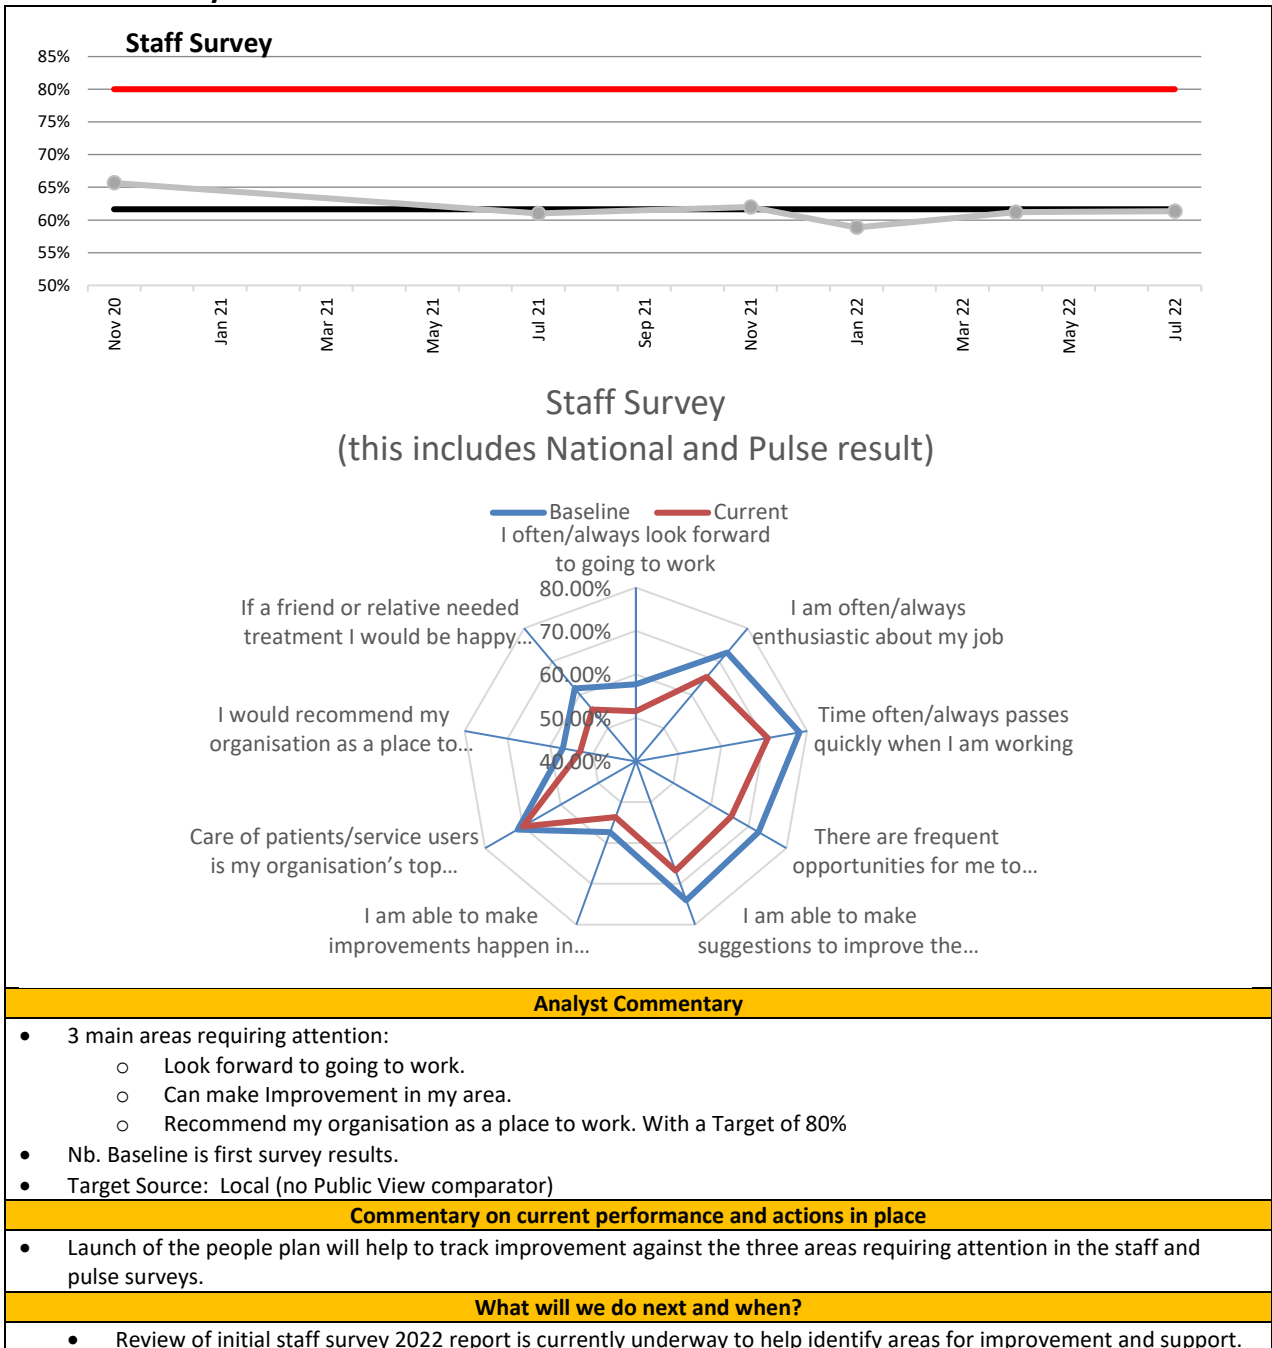 Staff Survey
85%
80%
75%
70%
65%
60%
55%
50%
Nov 20
Jan 21
Mar 21
May 21
Jul 21
Sep 21
Nov 21
Jan 22
Mar 22
May 22
Jul 22
Staff Survey
(this includes National and Pulse result)
Baseline
Current
I often/always look forward
to going to work
80.00%
70.00%
60.00%
50.00%
40.00%
I am often/always
enthusiastic about my job
Time often/always passes
quickly when I am working
There are frequent
opportunities for me to…
I am able to make
suggestions to improve the…
I am able to make
improvements happen in…
Care of patients/service users
is my organisation’s top…
I would recommend my
organisation as a place to…
If a friend or relative needed
treatment I would be happy…
Analyst Commentary
• 3 main areas requiring attention:
o Look forward to going to work.
o Can make Improvement in my area.
o Recommend my organisation as a place to work. With a Target of 80%
• Nb. Baseline is first survey results.
• Target Source: Local (no Public View comparator)
Commentary on current performance and actions in place
• Launch of the people plan will help to track improvement against the three areas requiring attention in the staff and
pulse surveys.
What will we do next and when?
• Review of initial staff survey 2022 report is currently underway to help identify areas for improvement and support.